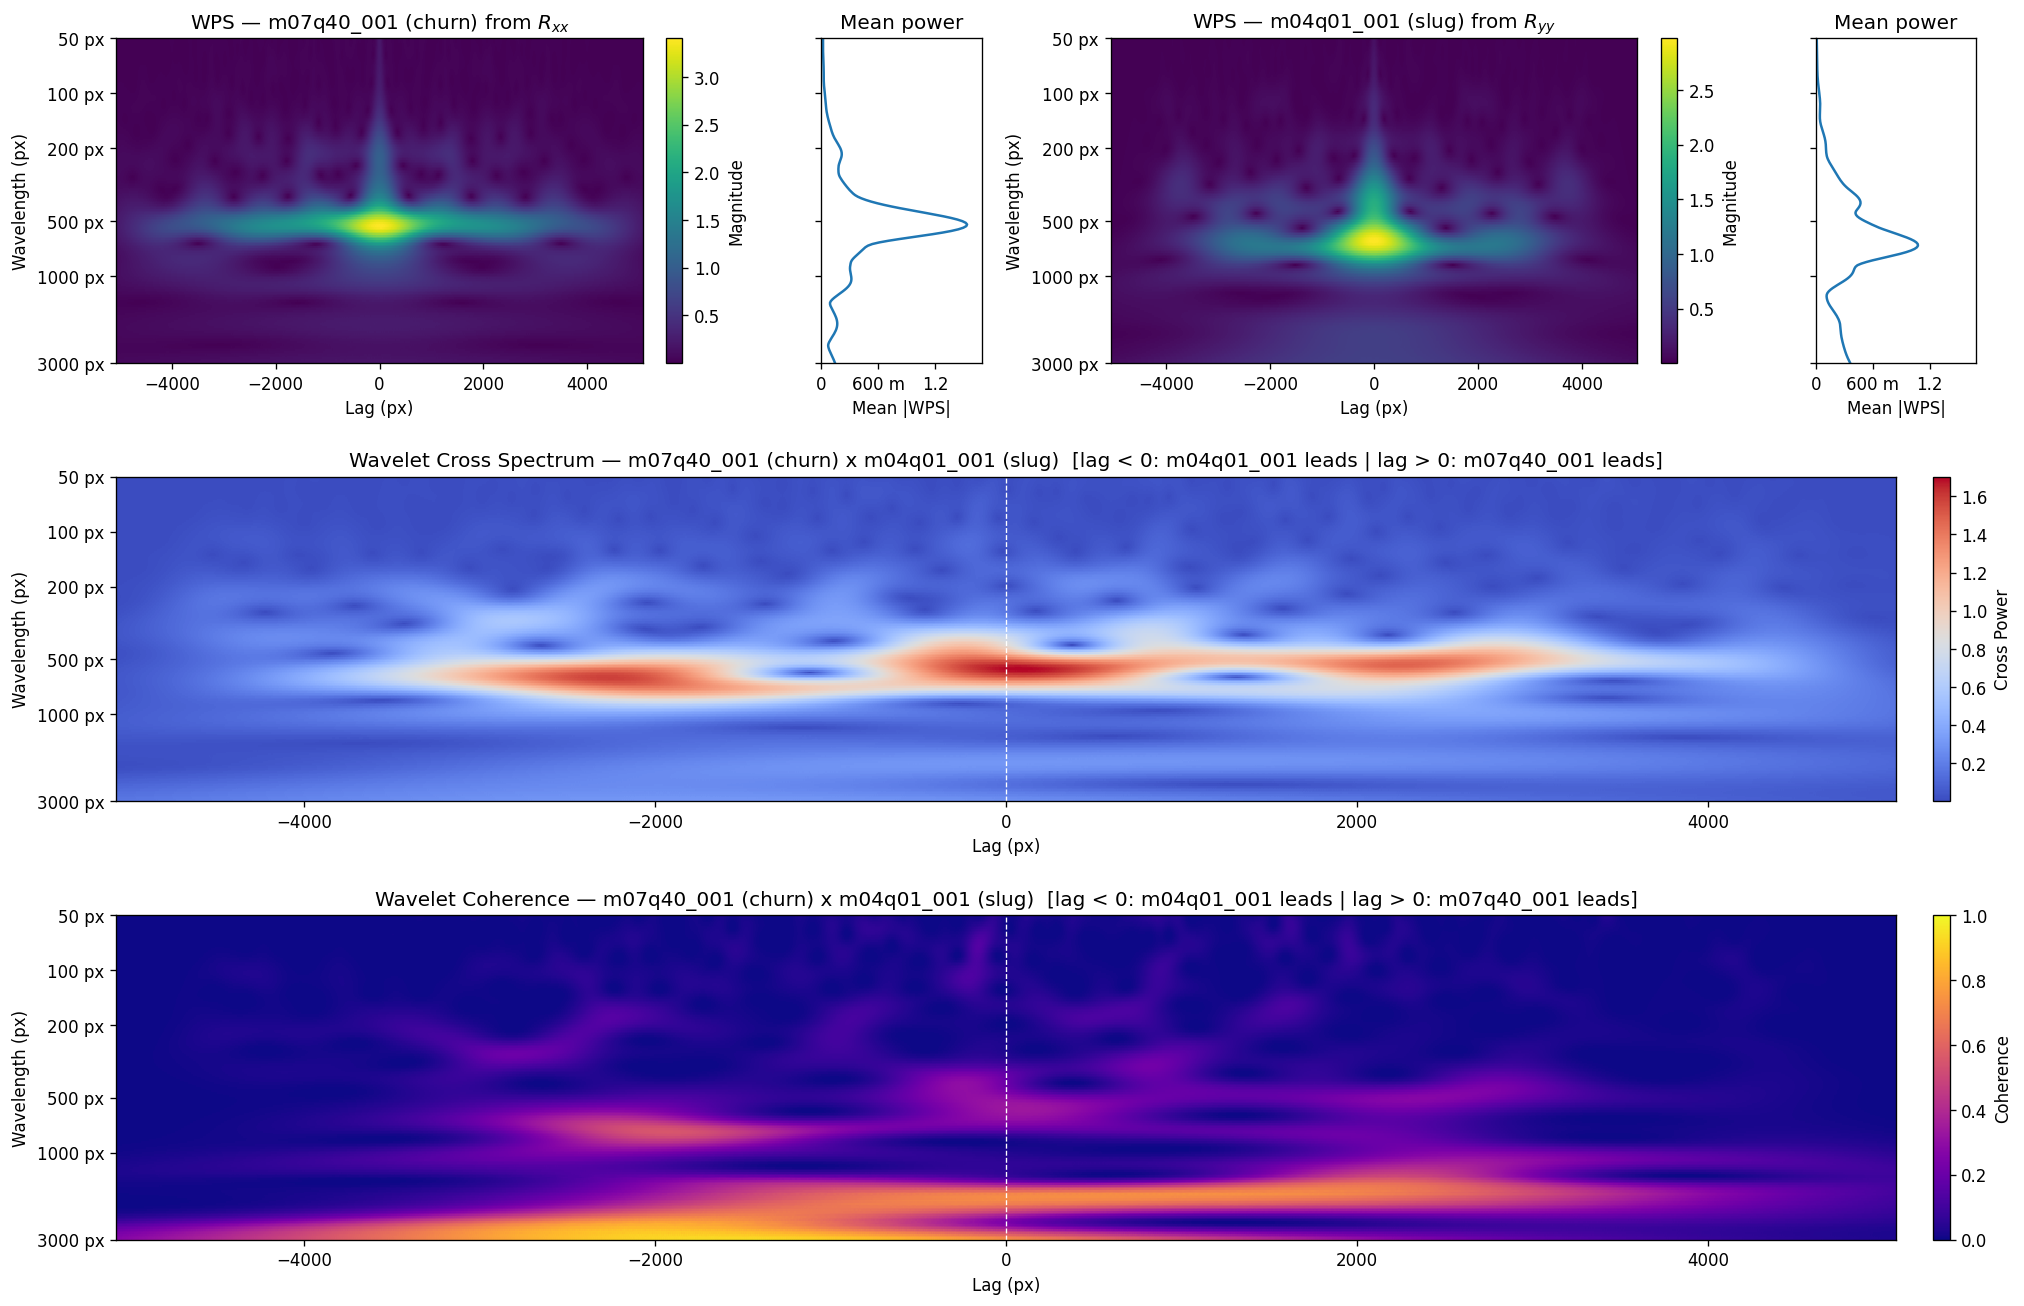 WPS — m07q40_001 (churn) from Rxx
50 px
100 px
200 px
500 px
1000 px
3000 px
Wavelength (px)
−4000 −2000 0 2000 4000
Lag (px)
3.0
2.5
2.0
1.5
1.0
0.5
Magnitude
Mean power
0 600 m 1.2
Mean |WPS|
WPS — m04q01_001 (slug) from Ryy
50 px
100 px
200 px
500 px
1000 px
3000 px
Wavelength (px)
−4000 −2000 0 2000 4000
Lag (px)
2.5
2.0
1.5
1.0
0.5
Magnitude
Mean power
0 600 m 1.2
Mean |WPS|
Wavelet Cross Spectrum — m07q40_001 (churn) x m04q01_001 (slug) [lag < 0: m04q01_001 leads | lag > 0: m07q40_001 leads]
50 px
100 px
200 px
500 px
1000 px
3000 px
Wavelength (px)
−4000 −2000 0 2000 4000
Lag (px)
1.6
1.4
1.2
1.0
0.8
0.6
0.4
0.2
Cross Power
Wavelet Coherence — m07q40_001 (churn) x m04q01_001 (slug) [lag < 0: m04q01_001 leads | lag > 0: m07q40_001 leads]
50 px
100 px
200 px
500 px
1000 px
3000 px
Wavelength (px)
−4000 −2000 0 2000 4000
Lag (px)
1.0
0.8
0.6
0.4
0.2
0.0
Coherence